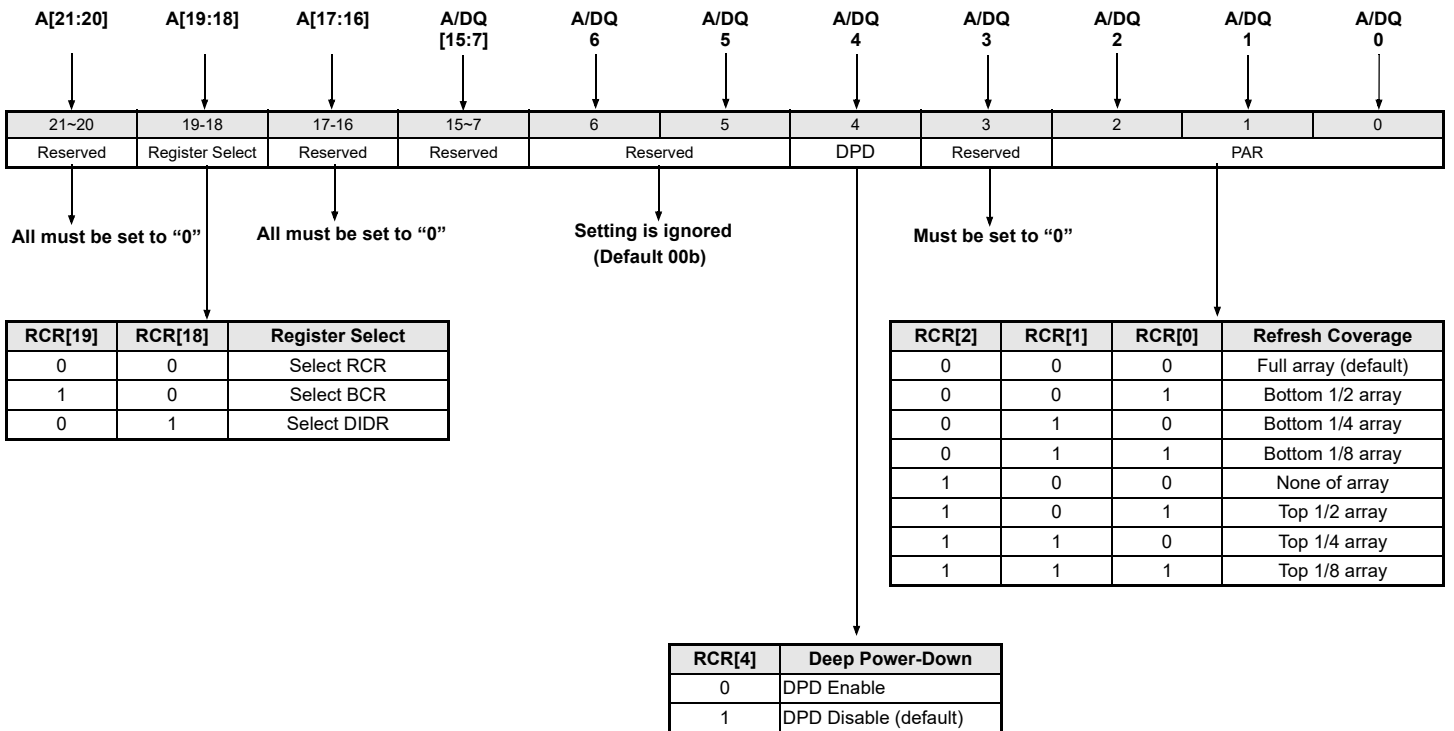 A[21:20] A[19:18] A[17:16] A/DQ [15:7] A/DQ 6 A/DQ 5 A/DQ 4 A/DQ 3 A/DQ 2 A/DQ 1 A/DQ 0
21~20 19-18 17-16 15~7 6 5 4 3 2 1 0
Reserved Register Select Reserved Reserved Reserved DPD Reserved PAR
All must be set to “0”
All must be set to “0”
Setting is ignored
(Default 00b)
Must be set to “0”
RCR[19] RCR[18] Register Select
0 0 Select RCR
1 0 Select BCR
0 1 Select DIDR
RCR[2] RCR[1] RCR[0] Refresh Coverage
0 0 0 Full array (default)
0 0 1 Bottom 1/2 array
0 1 0 Bottom 1/4 array
0 1 1 Bottom 1/8 array
1 0 0 None of array
1 0 1 Top 1/2 array
1 1 0 Top 1/4 array
1 1 1 Top 1/8 array
RCR[4] Deep Power-Down
0 DPD Enable
1 DPD Disable (default)